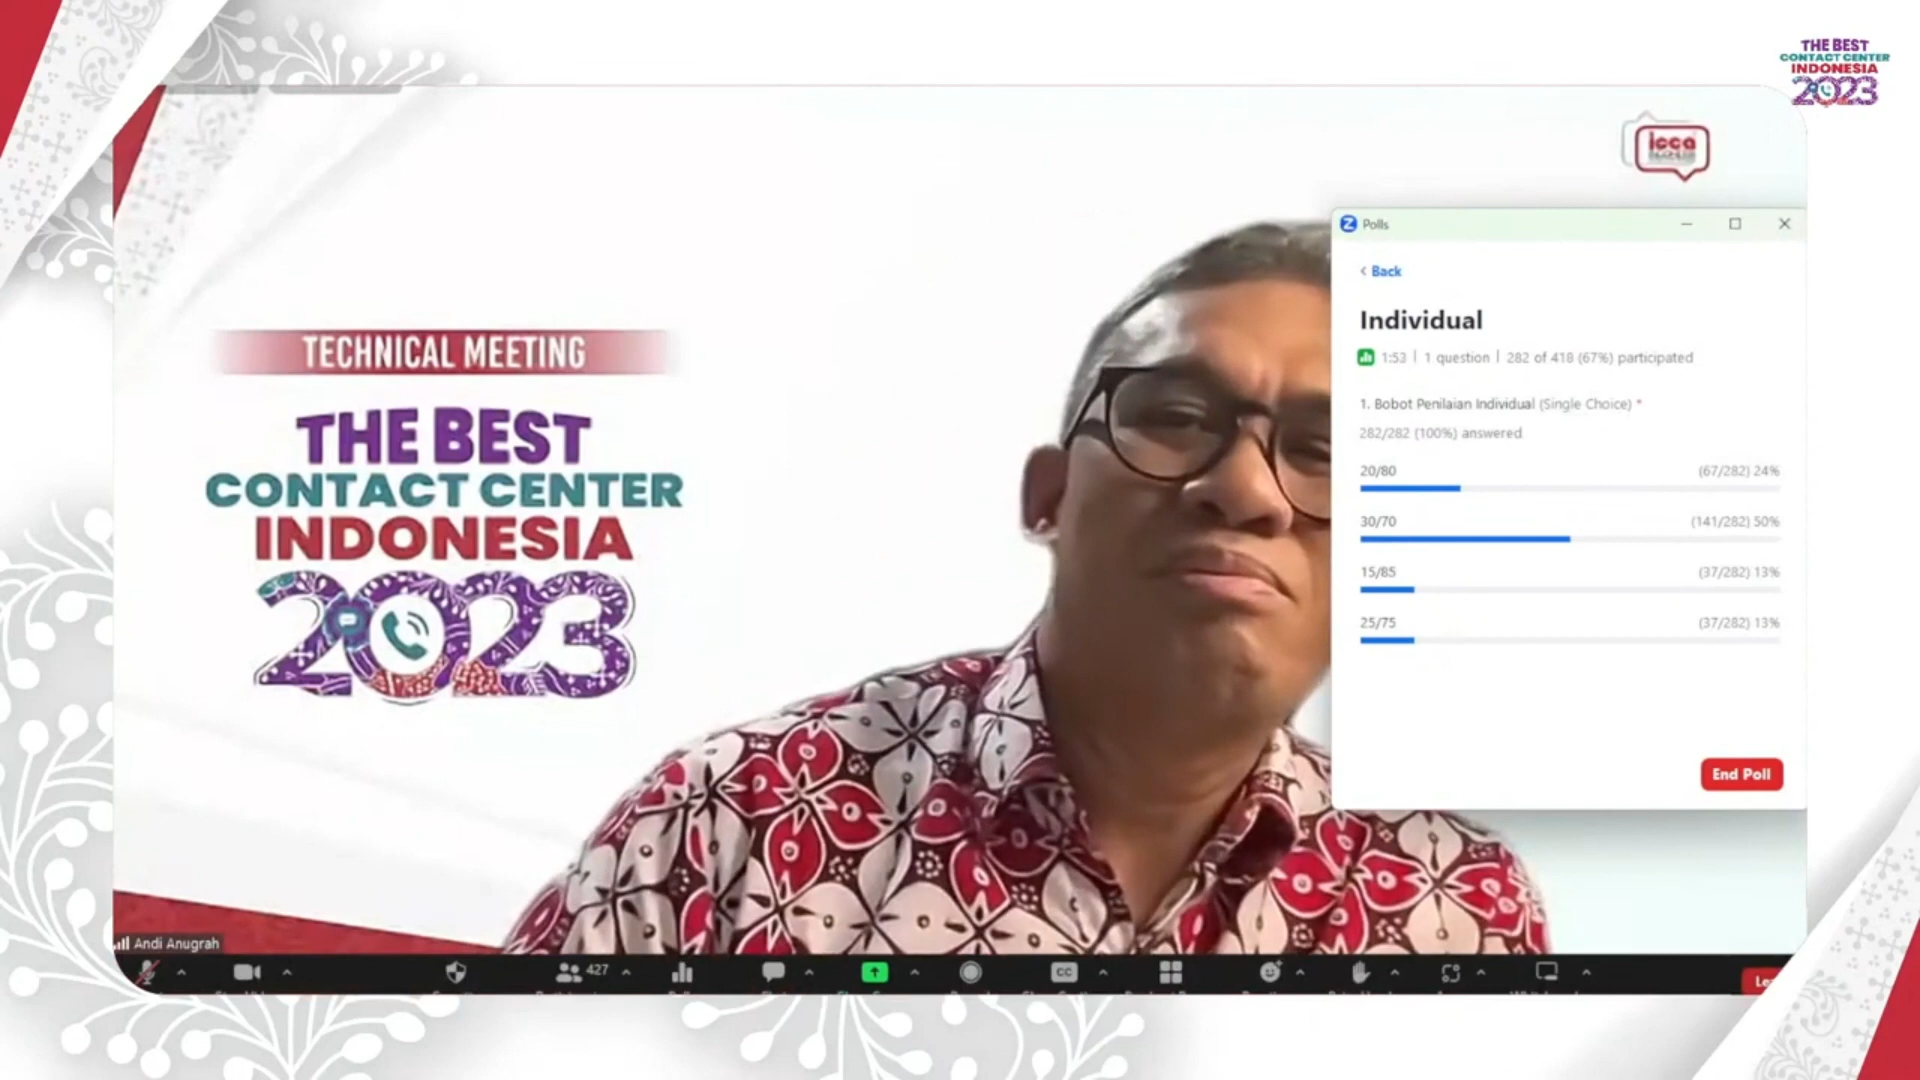 THE BEST
CONTACT CENTER
INDONESIA
2023
icca
TECHNICAL MEETING
THE BEST
CONTACT CENTER
INDONESIA
2023
Polls
Back
Individual
1:53 | 1 question | 282 of 418 (67%) participated
1. Bobot Penilaian Individual (Single Choice) *
282/282 (100%) answered
20/80 (67/282) 24%
30/70 (141/282) 50%
15/85 (37/282) 13%
25/75 (37/282) 13%
End Poll
Andi Anugrah
427
CC